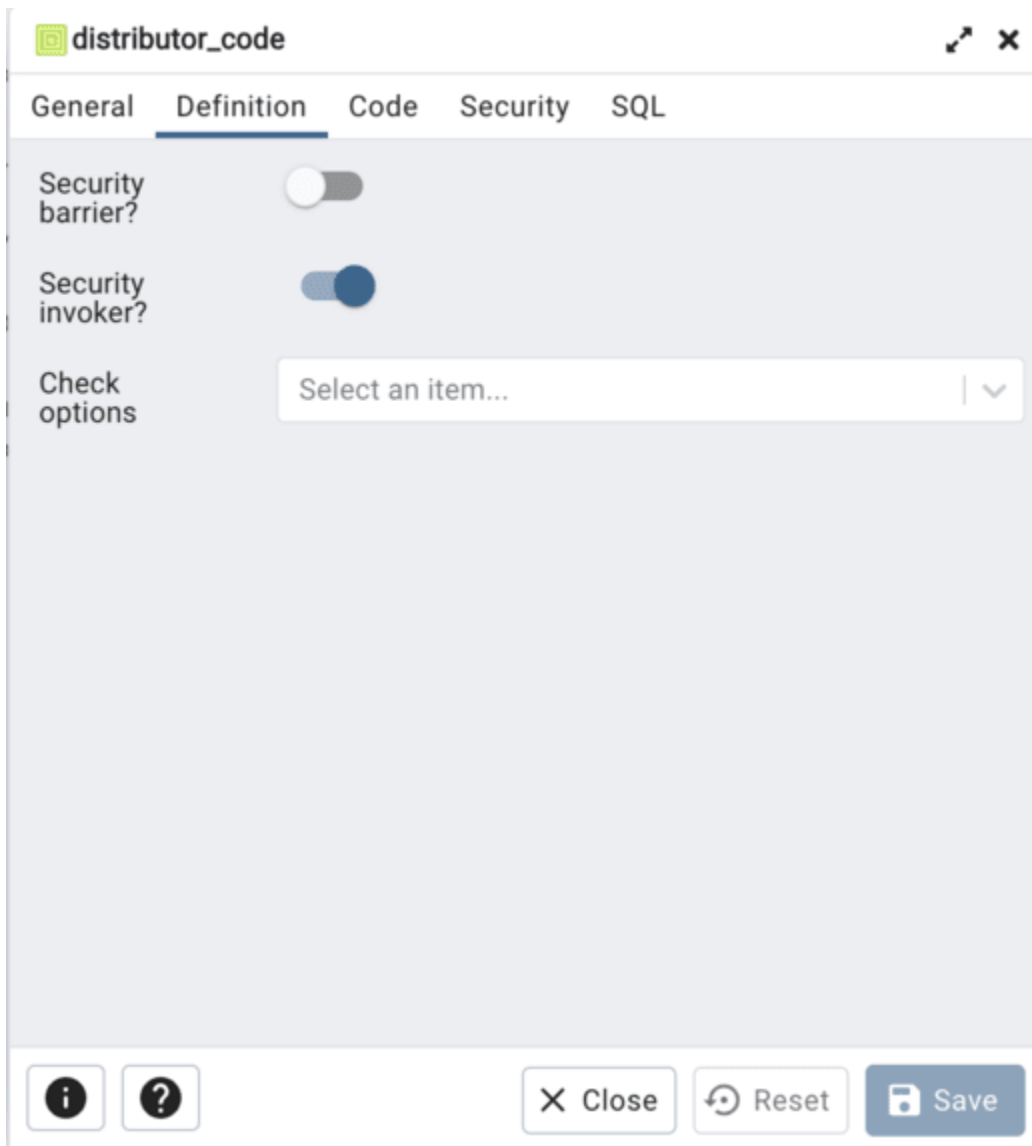 distributor_code
General Definition Code Security SQL
Security
barrier?
Security
invoker?
Check
options
Select an item...
Close Reset Save